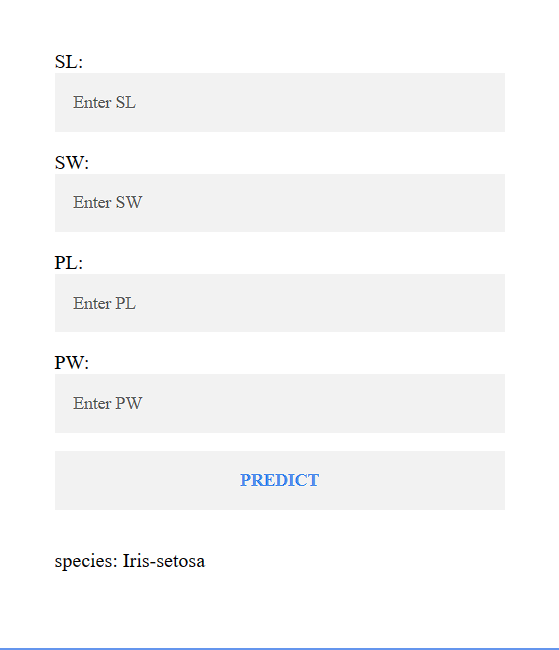 SL:
Enter SL
SW:
Enter SW
PL:
Enter PL
PW:
Enter PW
PREDICT
species: Iris-setosa